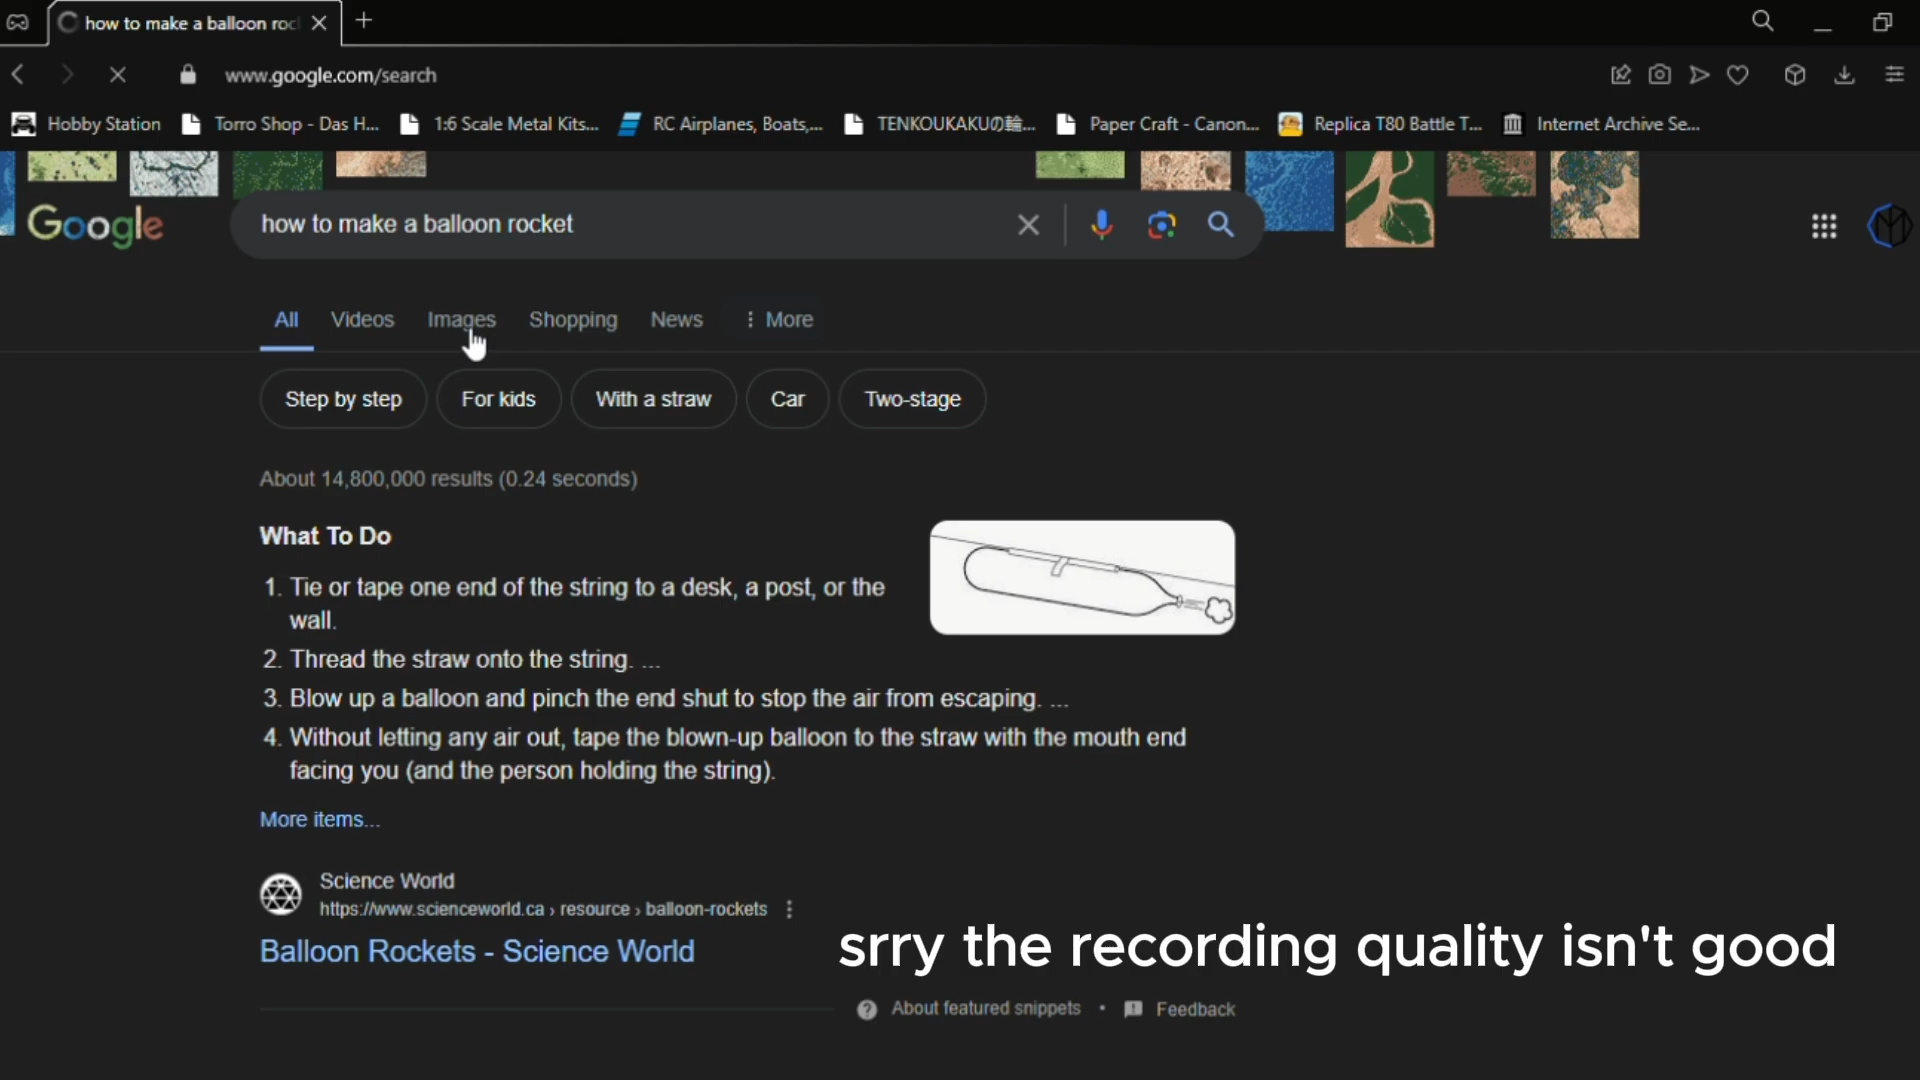 how to make a balloon roc
www.google.com/search
Hobby Station
Torro Shop - Das H...
1:6 Scale Metal Kits...
RC Airplanes, Boats,...
TENKOUKAKUの輪...
Paper Craft - Canon...
Replica T80 Battle T...
Internet Archive Se...
Google
how to make a balloon rocket
All Videos Images Shopping News More
Step by step For kids With a straw Car Two-stage
About 14,800,000 results (0.24 seconds)
What To Do
1. Tie or tape one end of the string to a desk, a post, or the
wall.
2. Thread the straw onto the string. ...
3. Blow up a balloon and pinch the end shut to stop the air from escaping. ...
4. Without letting any air out, tape the blown-up balloon to the straw with the mouth end
facing you (and the person holding the string).
More items...
Science World
https://www.scienceworld.ca › resource › balloon-rockets
Balloon Rockets - Science World
srry the recording quality isn't good
About featured snippets • Feedback